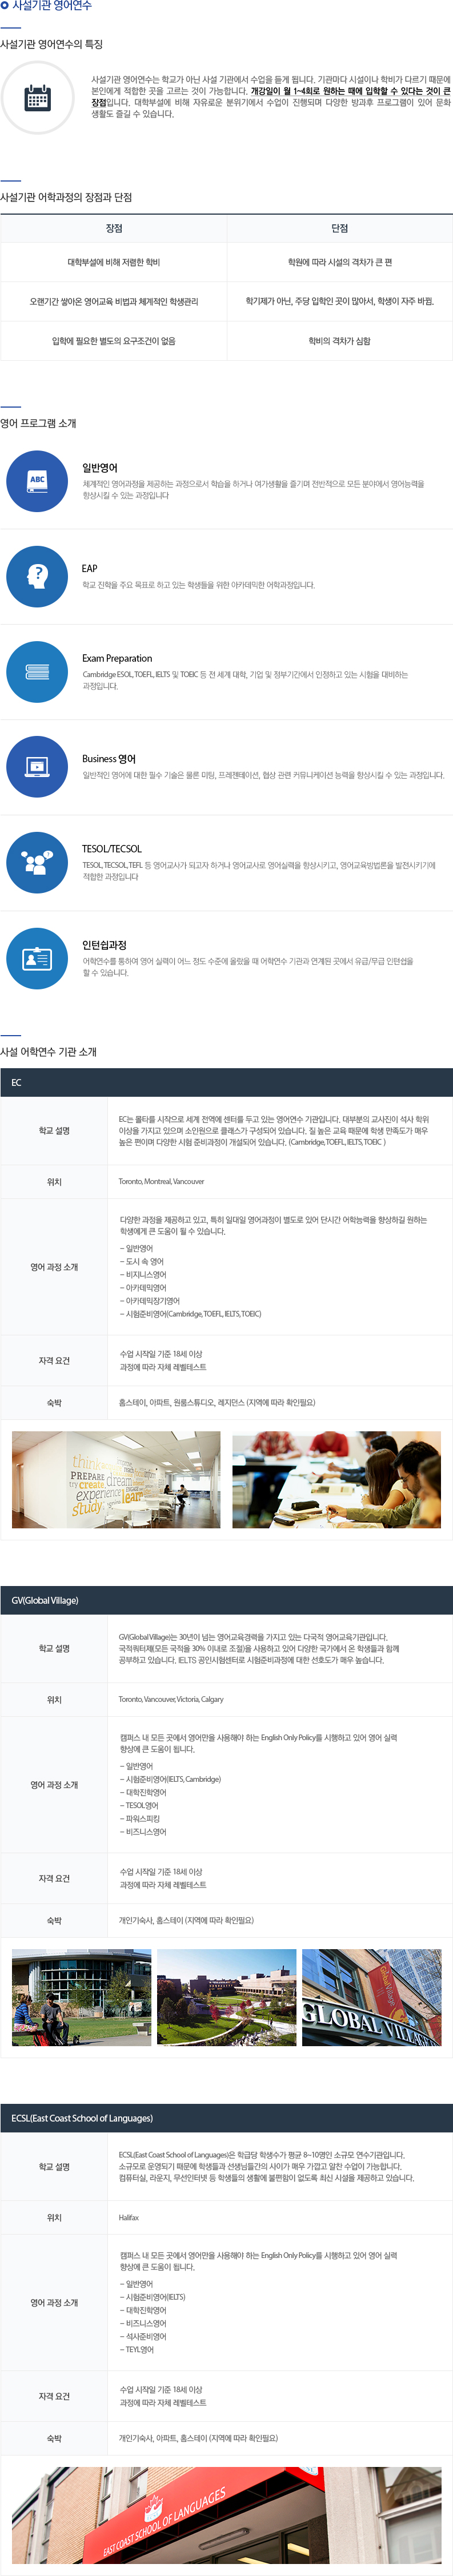 사설기관 영어연수
사설기관 영어연수의 특징
사설기관 영어연수는 학교가 아닌 사설 기관에서 수업을 듣게 됩니다. 기관마다 시설이나 학비가 다르기 때문에
본인에게 적합한 곳을 고르는 것이 가능합니다. 개강일이 월 1~4회로 원하는 때에 입학할 수 있다는 것이 큰
장점입니다. 대학부설에 비해 자유로운 분위기에서 수업이 진행되며 다양한 방과후 프로그램이 있어 문화
생활도 즐길 수 있습니다.
사설기관 어학과정의 장점과 단점
장점 단점
대학부설에 비해 저렴한 학비 학원에 따라 시설의 격차가 큰 편
오랜기간 쌓아온 영어교육 비법과 체계적인 학생관리 학기제가 아닌, 주당 입학인 곳이 많아서, 학생이 자주 바뀜.
입학에 필요한 별도의 요구조건이 없음 학비의 격차가 심함
영어 프로그램 소개
ABC
일반영어
체계적인 영어과정을 제공하는 과정으로서 학습을 하거나 여가생활을 즐기며 전반적으로 모든 분야에서 영어능력을
향상시킬 수 있는 과정입니다
EAP
학교 진학을 주요 목표로 하고 있는 학생들을 위한 아카데믹한 어학과정입니다.
Exam Preparation
Cambridge ESOL, TOEFL, IELTS 및 TOEIC 등 전 세계 대학, 기업 및 정부기간에서 인정하고 있는 시험을 대비하는
과정입니다.
Business 영어
일반적인 영어에 대한 필수 기술은 물론 미팅, 프레젠테이션, 협상 관련 커뮤니케이션 능력을 향상시킬 수 있는 과정입니다.
TESOL/TECSOL
TESOL, TECSOL, TEFL 등 영어교사가 되고자 하거나 영어교사로 영어실력을 향상시키고, 영어교육방법론을 발전시키기에
적합한 과정입니다
인턴쉽과정
어학연수를 통하여 영어 실력이 어느 정도 수준에 올랐을 때 어학연수 기관과 연계된 곳에서 유급/무급 인턴쉽을
할 수 있습니다.
사설 어학연수 기관 소개
EC
학교 설명
EC는 몰타를 시작으로 세계 전역에 센터를 두고 있는 영어연수 기관입니다. 대부분의 교사진이 석사 학위
이상을 가지고 있으며 소인원으로 클래스가 구성되어 있습니다. 질 높은 교육 때문에 학생 만족도가 매우
높은 편이며 다양한 시험 준비과정이 개설되어 있습니다. (Cambridge, TOEFL, IELTS, TOEIC )
위치 Toronto, Montreal, Vancouver
영어 과정 소개
다양한 과정을 제공하고 있고, 특히 일대일 영어과정이 별도로 있어 단시간 어학능력을 향상하길 원하는
학생에게 큰 도움이 될 수 있습니다.
- 일반영어
- 도시 속 영어
- 비지니스영어
- 아카데믹영어
- 아카데믹장기영어
- 시험준비영어(Cambridge, TOEFL, IELTS, TOEIC)
자격 요건
수업 시작일 기준 18세 이상
과정에 따라 자체 레벨테스트
숙박 홈스테이, 아파트, 원룸스튜디오, 레지던스 (지역에 따라 확인필요)
think
PREPARE
try create
dream
experience
learn
study
GV(Global Village)
학교 설명
GV(Global Village)는 30년이 넘는 영어교육경력을 가지고 있는 다국적 영어교육기관입니다.
국적쿼터제(모든 국적을 30% 이내로 조절)을 사용하고 있어 다양한 국가에서 온 학생들과 함께
공부하고 있습니다. IELTS 공인시험센터로 시험준비과정에 대한 선호도가 매우 높습니다.
위치 Toronto, Vancouver, Victoria, Calgary
영어 과정 소개
캠퍼스 내 모든 곳에서 영어만을 사용해야 하는 English Only Policy를 시행하고 있어 영어 실력
향상에 큰 도움이 됩니다.
- 일반영어
- 시험준비영어(IELTS, Cambridge)
- 대학진학영어
- TESOL영어
- 파워스피킹
- 비즈니스영어
자격 요건
수업 시작일 기준 18세 이상
과정에 따라 자체 레벨테스트
숙박 개인기숙사, 홈스테이 (지역에 따라 확인필요)
Global Village
GLOBAL VILLAGE
ECSL(East Coast School of Languages)
학교 설명
ECSL(East Coast School of Languages)은 학급당 학생수가 평균 8~10명인 소규모 연수기관입니다.
소규모로 운영되기 때문에 학생들과 선생님들간의 사이가 매우 가깝고 알찬 수업이 가능합니다.
컴퓨터실, 라운지, 무선인터넷 등 학생들의 생활에 불편함이 없도록 최신 시설을 제공하고 있습니다.
위치 Halifax
영어 과정 소개
캠퍼스 내 모든 곳에서 영어만을 사용해야 하는 English Only Policy를 시행하고 있어 영어 실력
향상에 큰 도움이 됩니다.
- 일반영어
- 시험준비영어(IELTS)
- 대학진학영어
- 비즈니스영어
- 석사준비영어
- TEYL영어
자격 요건
수업 시작일 기준 18세 이상
과정에 따라 자체 레벨테스트
숙박 개인기숙사, 아파트, 홈스테이 (지역에 따라 확인필요)
EAST COAST SCHOOL OF LANGUAGES